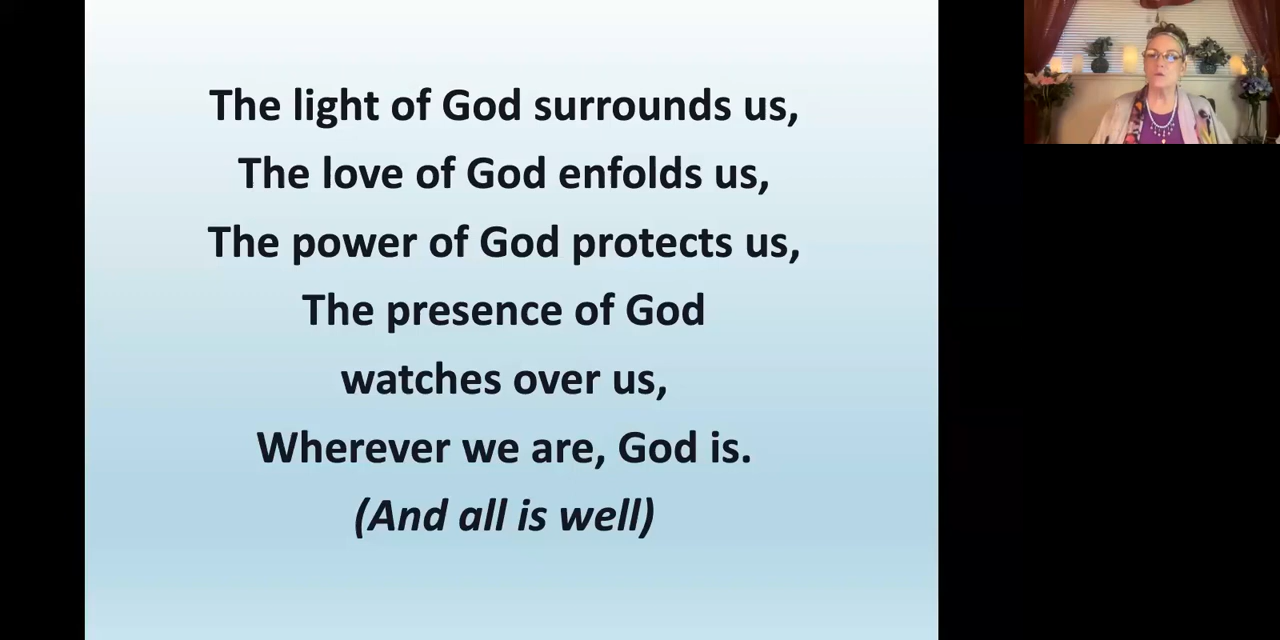 The light of God surrounds us,
The love of God enfolds us,
The power of God protects us,
The presence of God
watches over us,
Wherever we are, God is.
(And all is well)